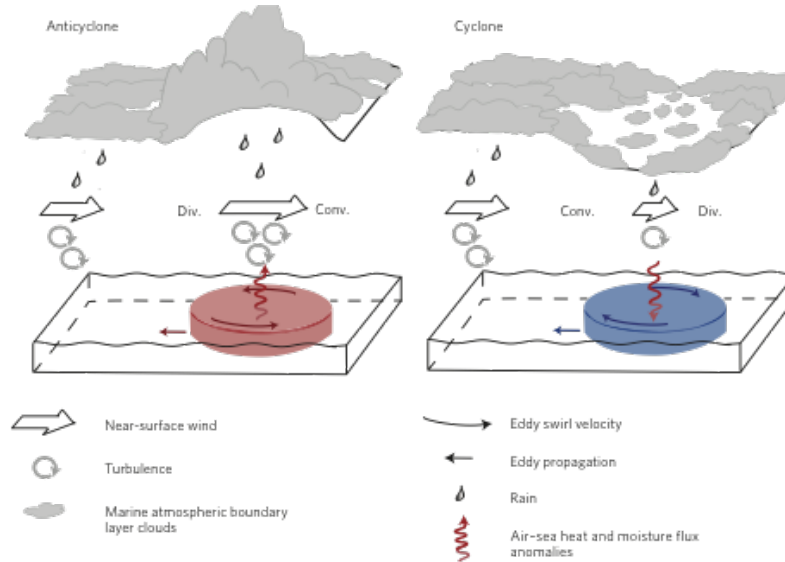 Anticyclone
Cyclone
Div.
Conv.
Conv.
Div.
Near-surface wind
Turbulence
Marine atmospheric boundary
layer clouds
Eddy swirl velocity
Eddy propagation
Rain
Air–sea heat and moisture flux
anomalies